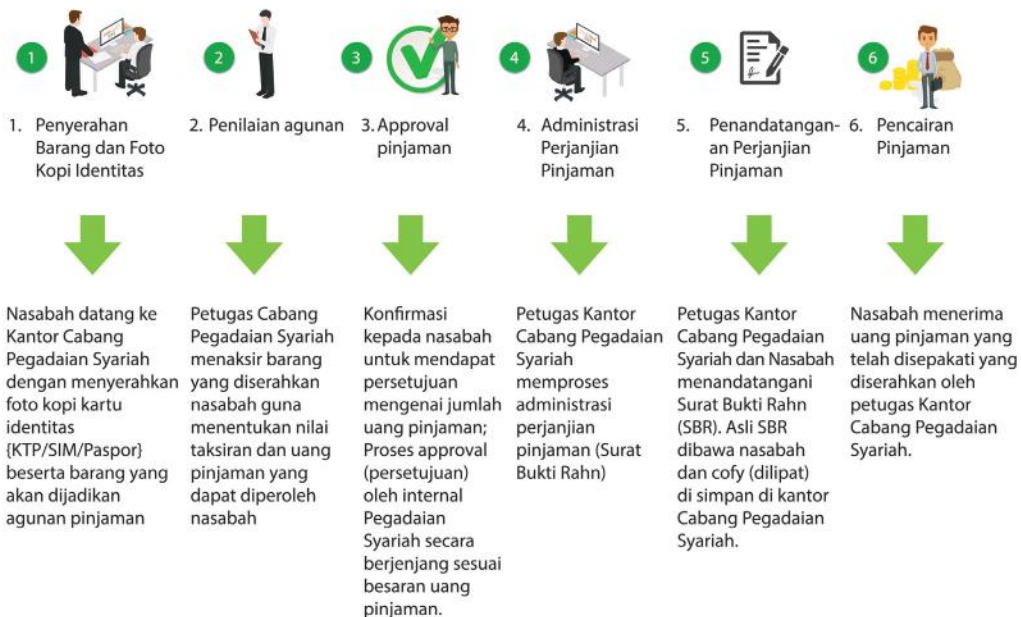 1
2
3
4
5
6
1. Penyerahan
Barang dan Foto
Kopi Identitas
2. Penilaian agunan
3. Approval
pinjaman
4. Administrasi
Perjanjian
Pinjaman
5. Penandatangan-
an Perjanjian
Pinjaman
6. Pencairan
Pinjaman
Nasabah datang ke
Kantor Cabang
Pegadaian Syariah
dengan menyerahkan
foto kopi kartu
identitas
{KTP/SIM/Paspor}
beserta barang yang
akan dijadikan
agunan pinjaman
Petugas Cabang
Pegadaian Syariah
menaksir barang
yang diserahkan
nasabah guna
menentukan nilai
taksiran dan uang
pinjaman yang
dapat diperoleh
nasabah
Konfirmasi
kepada nasabah
untuk mendapat
persetujuan
mengenai jumlah
uang pinjaman;
Proses approval
(persetujuan)
oleh internal
Pegadaian
Syariah secara
berjenjang sesuai
besaran uang
pinjaman.
Petugas Kantor
Cabang Pegadaian
Syariah
memproses
administrasi
perjanjian
pinjaman (Surat
Bukti Rahn)
Petugas Kantor
Cabang Pegadaian
Syariah dan Nasabah
menandatangani
Surat Bukti Rahn
(SBR). Asli SBR
dibawa nasabah
dan cofy (dilipat)
di simpan di kantor
Cabang Pegadaian
Syariah.
Nasabah menerima
uang pinjaman yang
telah disepakati yang
diserahkan oleh
petugas Kantor
Cabang Pegadaian
Syariah.